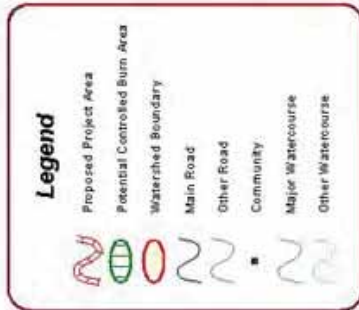 Legend
Proposed Project Area
Potential Controlled Burn Area
Watershed Boundary
Main Road
Other Road
Community
Major Watercourse
Other Watercourse